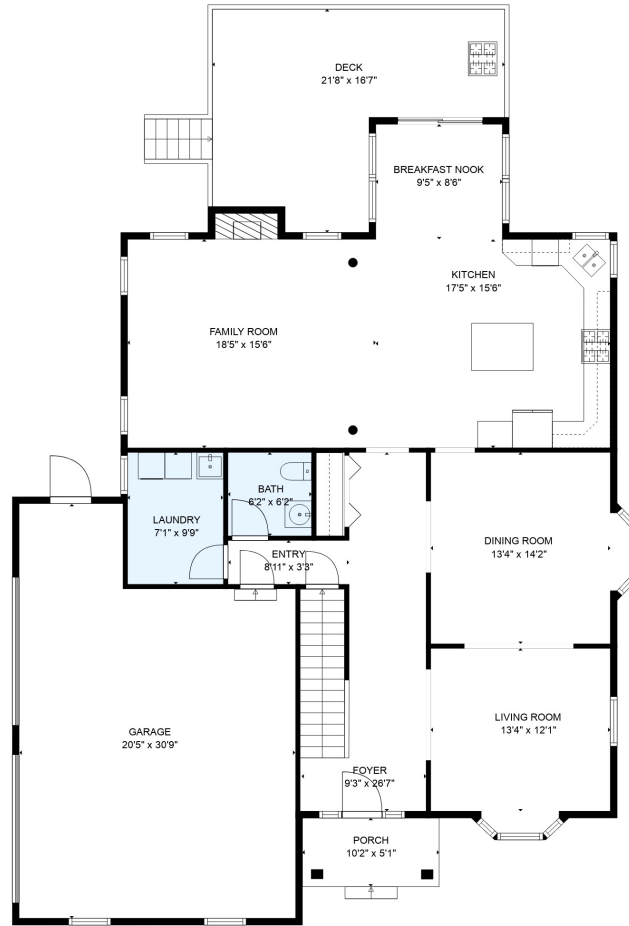 DECK
21'8" x 16'7"
BREAKFAST NOOK
9'5" x 8'6"
KITCHEN
17'5" x 15'6"
FAMILY ROOM
18'5" x 15'6"
BATH
6'2" x 6'2"
LAUNDRY
7'1" x 9'9"
ENTRY
8'11" x 3'3"
DINING ROOM
13'4" x 14'2"
LIVING ROOM
13'4" x 12'1"
GARAGE
20'5" x 30'9"
FOYER
9'3" x 26'7"
PORCH
10'2" x 5'1"